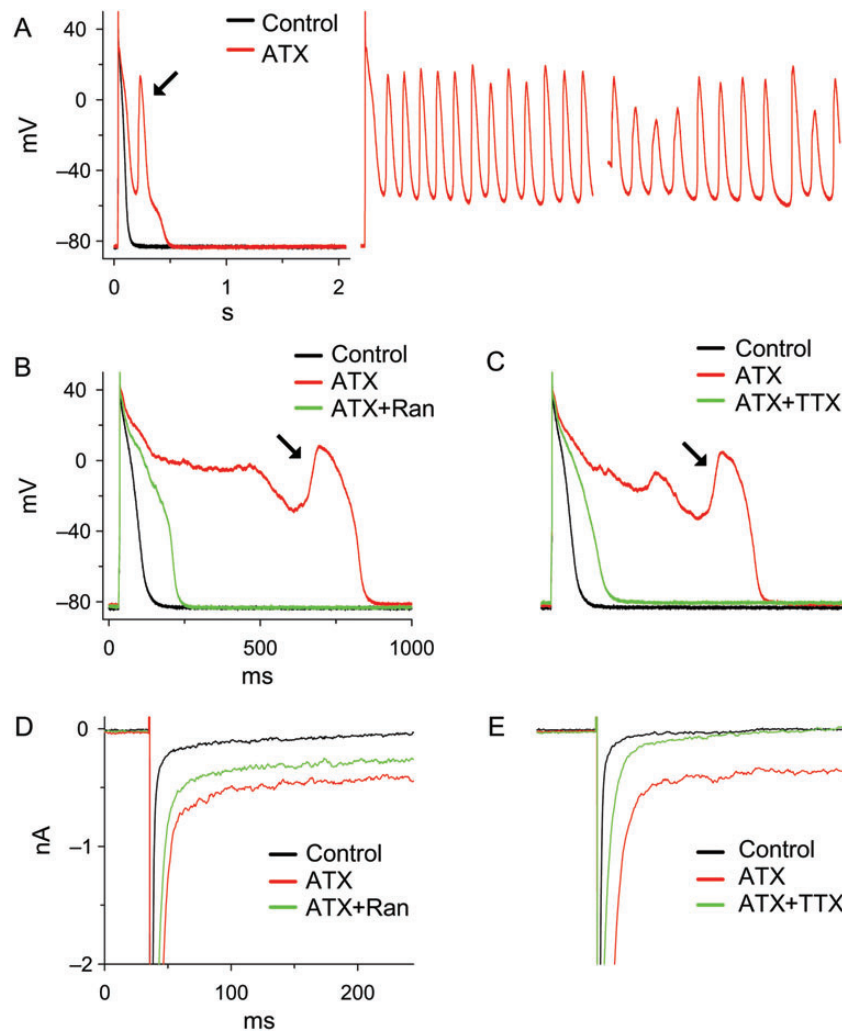 A
Control
ATX
mV
40
0
–40
–80
0
1
2
s
B
Control
ATX
ATX+Ran
mV
40
0
–40
–80
0
500
1000
ms
C
Control
ATX
ATX+TTX
D
nA
0
–1
–2
Control
ATX
ATX+Ran
0
100
200
ms
E
Control
ATX
ATX+TTX